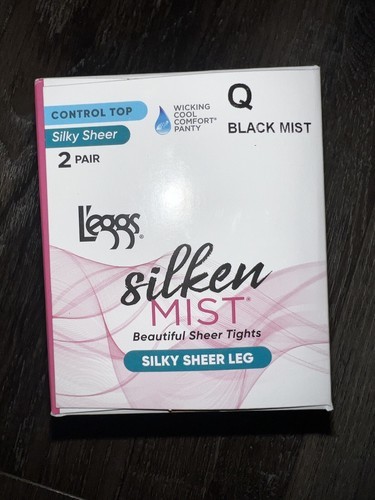 CONTROL TOP
Silky Sheer
2 PAIR
WICKING
COOL
COMFORT®
PANTY
Q
BLACK MIST
L'eggs®
silken
MIST®
Beautiful Sheer Tights
SILKY SHEER LEG